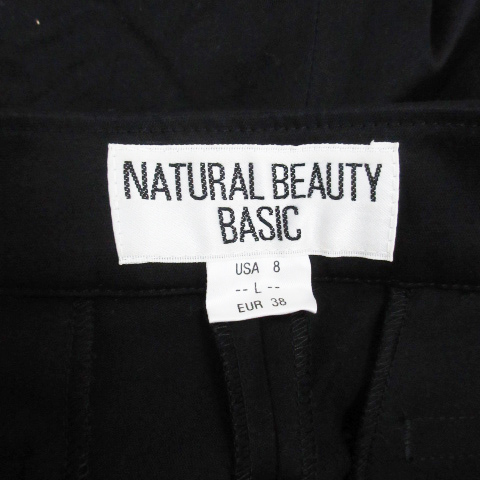 NATURAL BEAUTY
BASIC
USA 8
-- L --
EUR 38